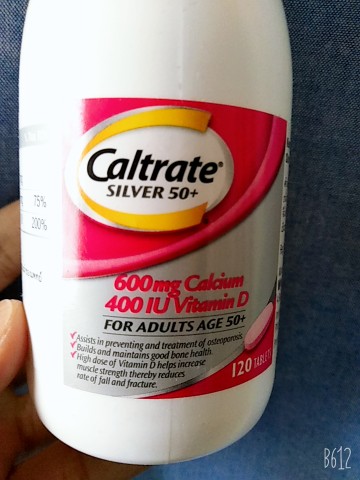 Caltrate®
SILVER 50+
75%
200%
600mg Calcium
400 IU Vitamin D
FOR ADULTS AGE 50+
Assists in preventing and treatment of osteoporosis.
Builds and maintains good bone health.
High dose of Vitamin D helps increase
muscle strength thereby reduces
rate of fall and fracture.
120 TABLETS
B612